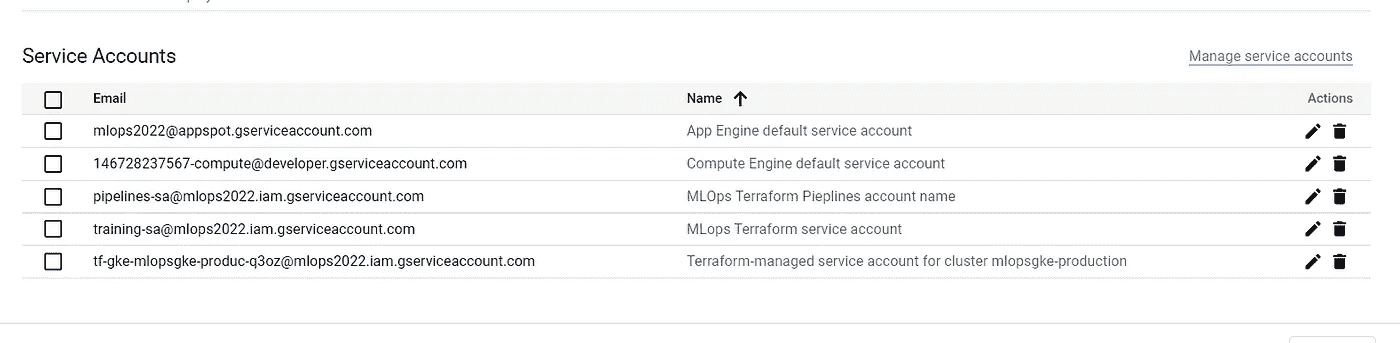 Service Accounts
Manage service accounts
Email Name Actions
mlops2022@appspot.gserviceaccount.com App Engine default service account
146728237567-compute@developer.gserviceaccount.com Compute Engine default service account
pipelines-sa@mlops2022.iam.gserviceaccount.com MLOps Terraform Pieplines account name
training-sa@mlops2022.iam.gserviceaccount.com MLops Terraform service account
tf-gke-mlopsgke-produc-q3oz@mlops2022.iam.gserviceaccount.com Terraform-managed service account for cluster mlopsgke-production